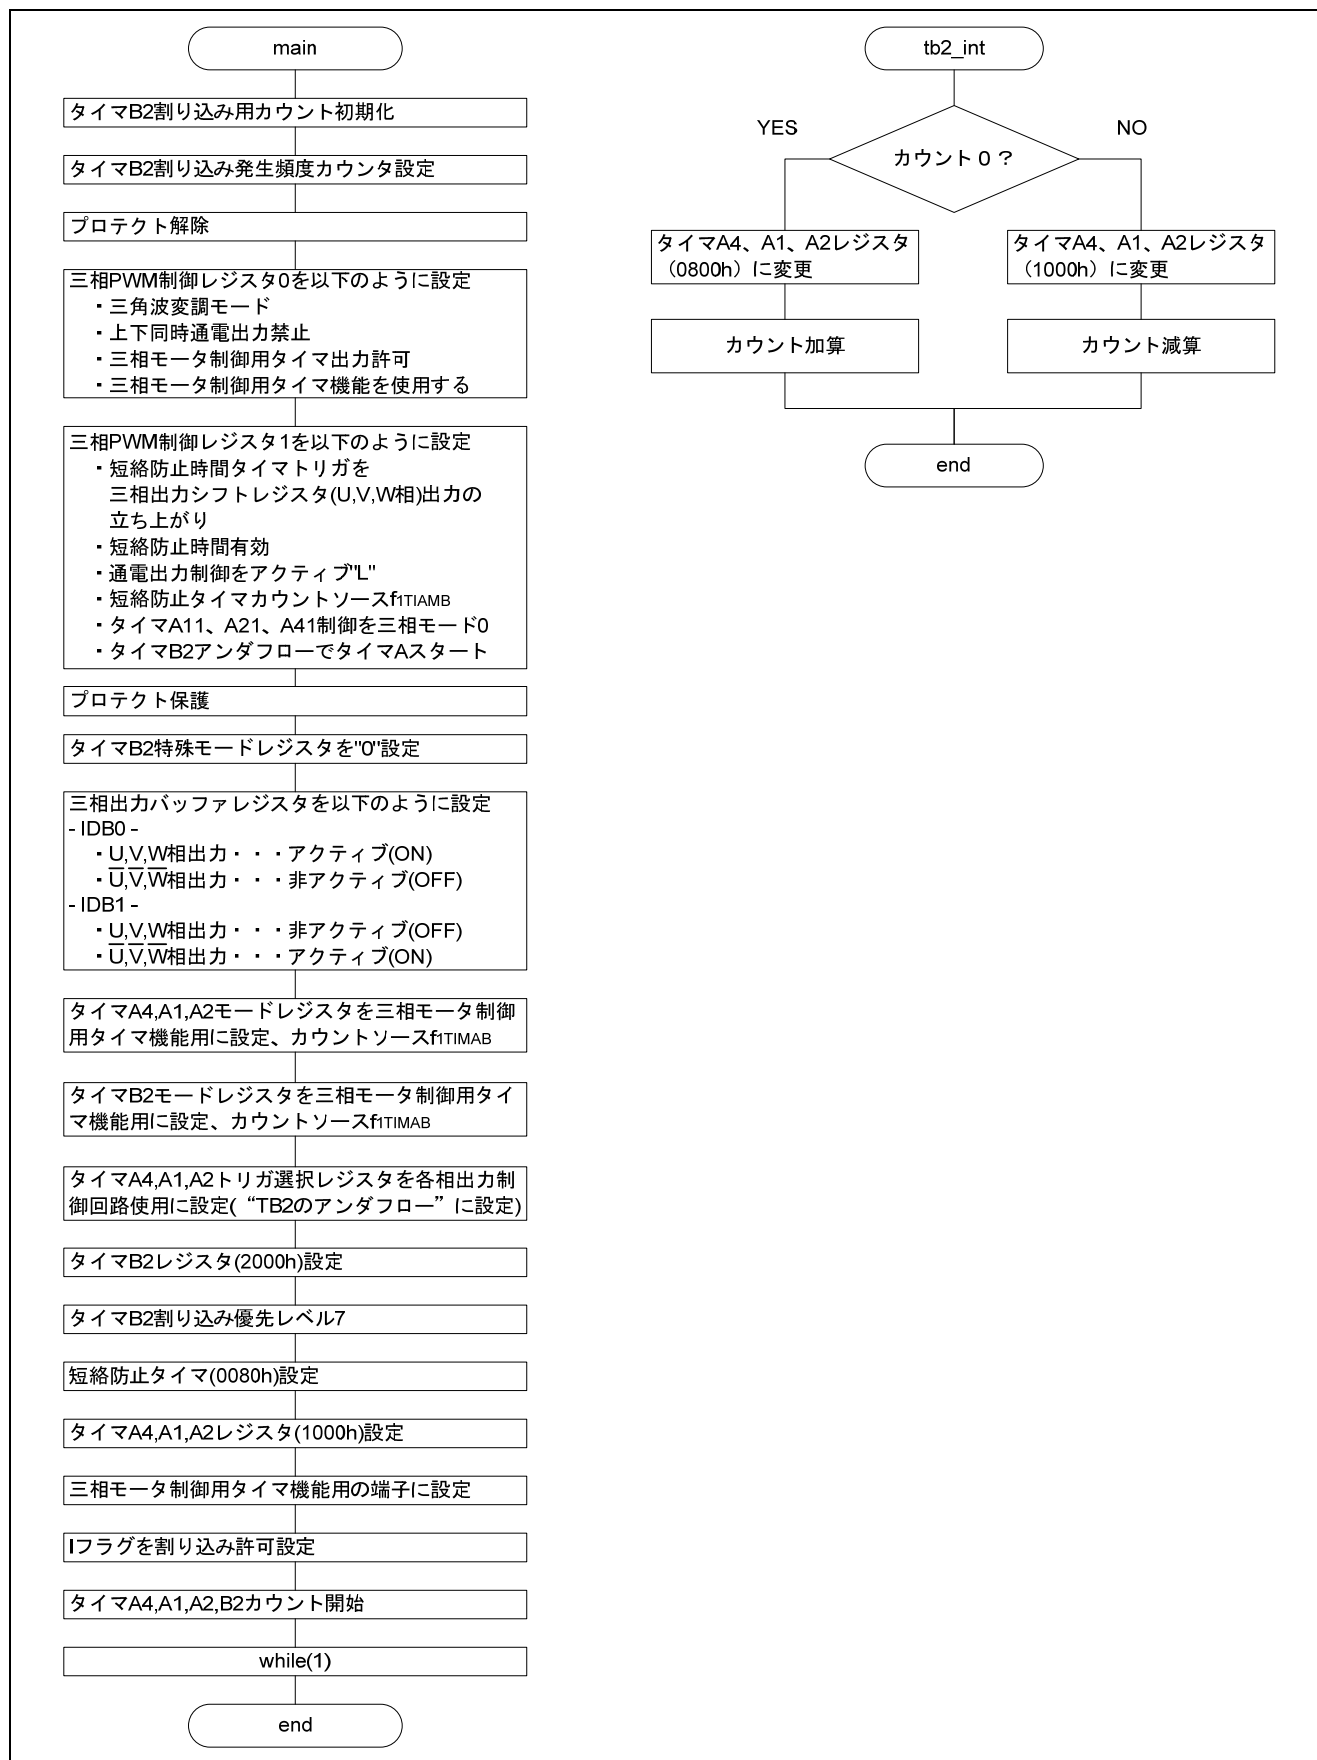 main
タイマB2割り込み用カウント初期化
タイマB2割り込み発生頻度カウンタ設定
プロテクト解除
三相PWM制御レジスタ0を以下のように設定
・三角波変調モード
・上下同時通電出力禁止
・三相モータ制御用タイマ出力許可
・三相モータ制御用タイマ機能を使用する
三相PWM制御レジスタ1を以下のように設定
・短絡防止時間タイマトリガを
三相出力シフトレジスタ(U,V,W相)出力の
立ち上がり
・短絡防止時間有効
・通電出力制御をアクティブ"L"
・短絡防止タイマカウントソースf1TIAMB
・タイマA11、A21、A41制御を三相モード0
・タイマB2アンダフローでタイマAスタート
プロテクト保護
タイマB2特殊モードレジスタを"0"設定
三相出力バッファレジスタを以下のように設定
- IDB0 -
・U,V,W相出力・・・アクティブ(ON)
・U̅,V̅,W̅相出力・・・非アクティブ(OFF)
- IDB1 -
・U,V,W相出力・・・非アクティブ(OFF)
・U̅,V̅,W̅相出力・・・アクティブ(ON)
タイマA4,A1,A2モードレジスタを三相モータ制御
用タイマ機能用に設定、カウントソースf1TIMAB
タイマB2モードレジスタを三相モータ制御用タイ
マ機能用に設定、カウントソースf1TIMAB
タイマA4,A1,A2トリガ選択レジスタを各相出力制
御回路使用に設定(“TB2のアンダフロー”に設定)
タイマB2レジスタ(2000h)設定
タイマB2割り込み優先レベル7
短絡防止タイマ(0080h)設定
タイマA4,A1,A2レジスタ(1000h)設定
三相モータ制御用タイマ機能用の端子に設定
Iフラグを割り込み許可設定
タイマA4,A1,A2,B2カウント開始
while(1)
end
tb2_int
カウント0？
YES
NO
タイマA4、A1、A2レジスタ
（0800h）に変更
カウント加算
タイマA4、A1、A2レジスタ
（1000h）に変更
カウント減算
end